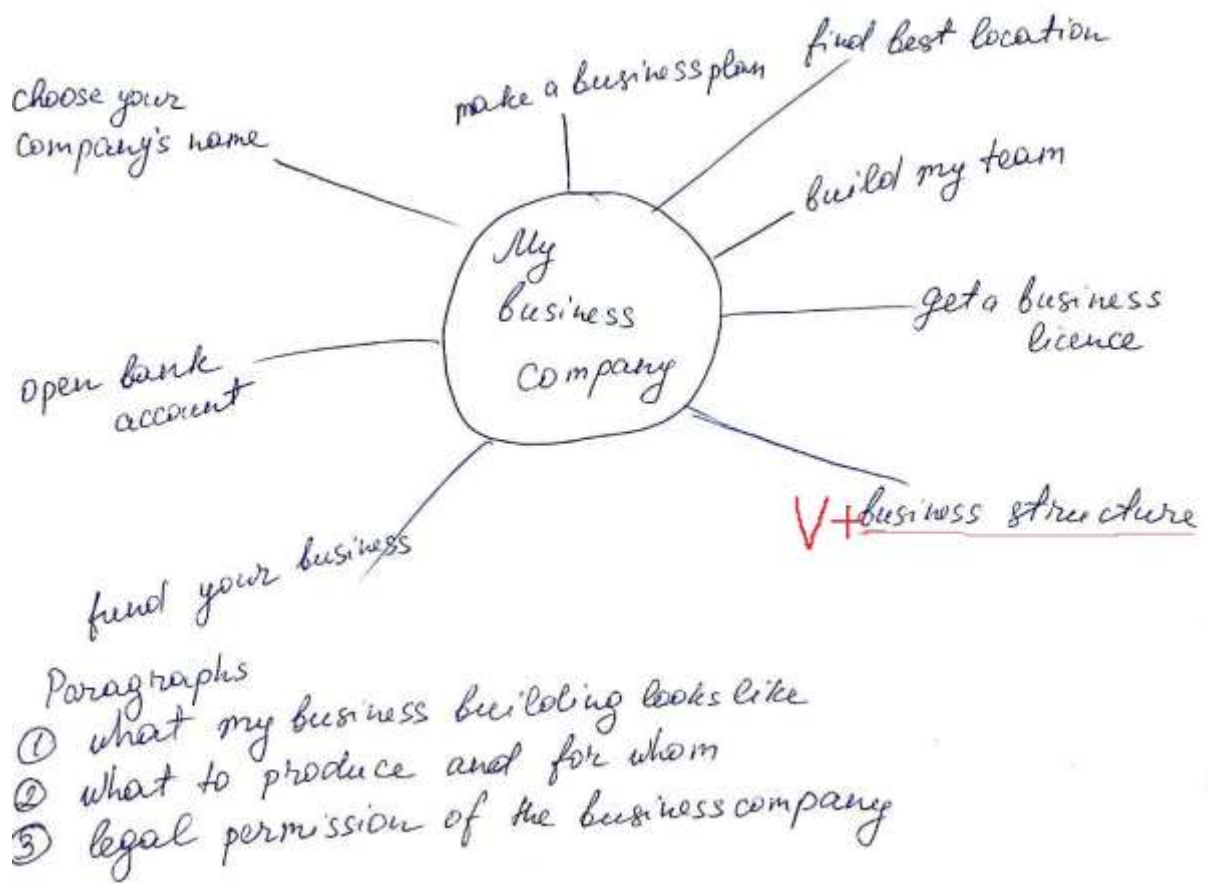 choose your
company's name
make a business plan
find best location
build my team
get a business
licence
V+business structure
fund your business
open bank
account
My
business
company
Paragraphs
① what my business building looks like
② what to produce and for whom
③ legal permission of the business company